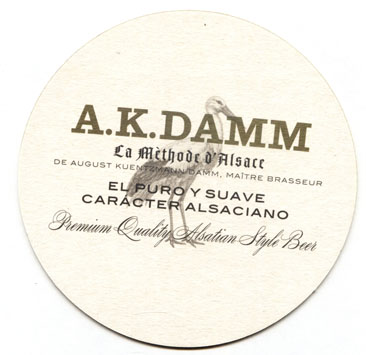 A.K.DAMM
La Mèthode d'Alsace
DE AUGUST KUENTZMANN DAMM, MAÎTRE BRASSEUR
EL PURO Y SUAVE
CARÁCTER ALSACIANO
Premium Quality Alsatian Style Beer